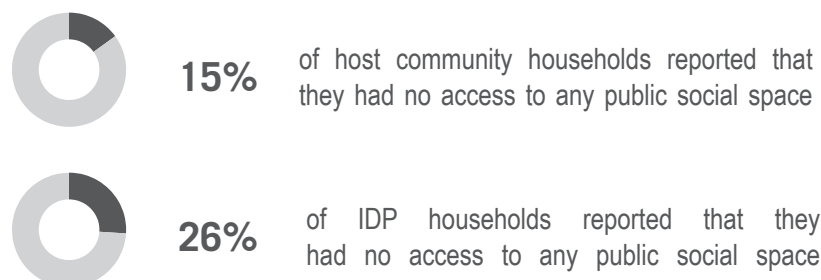 15%
of host community households reported that
they had no access to any public social space
26%
of IDP households reported that they
had no access to any public social space